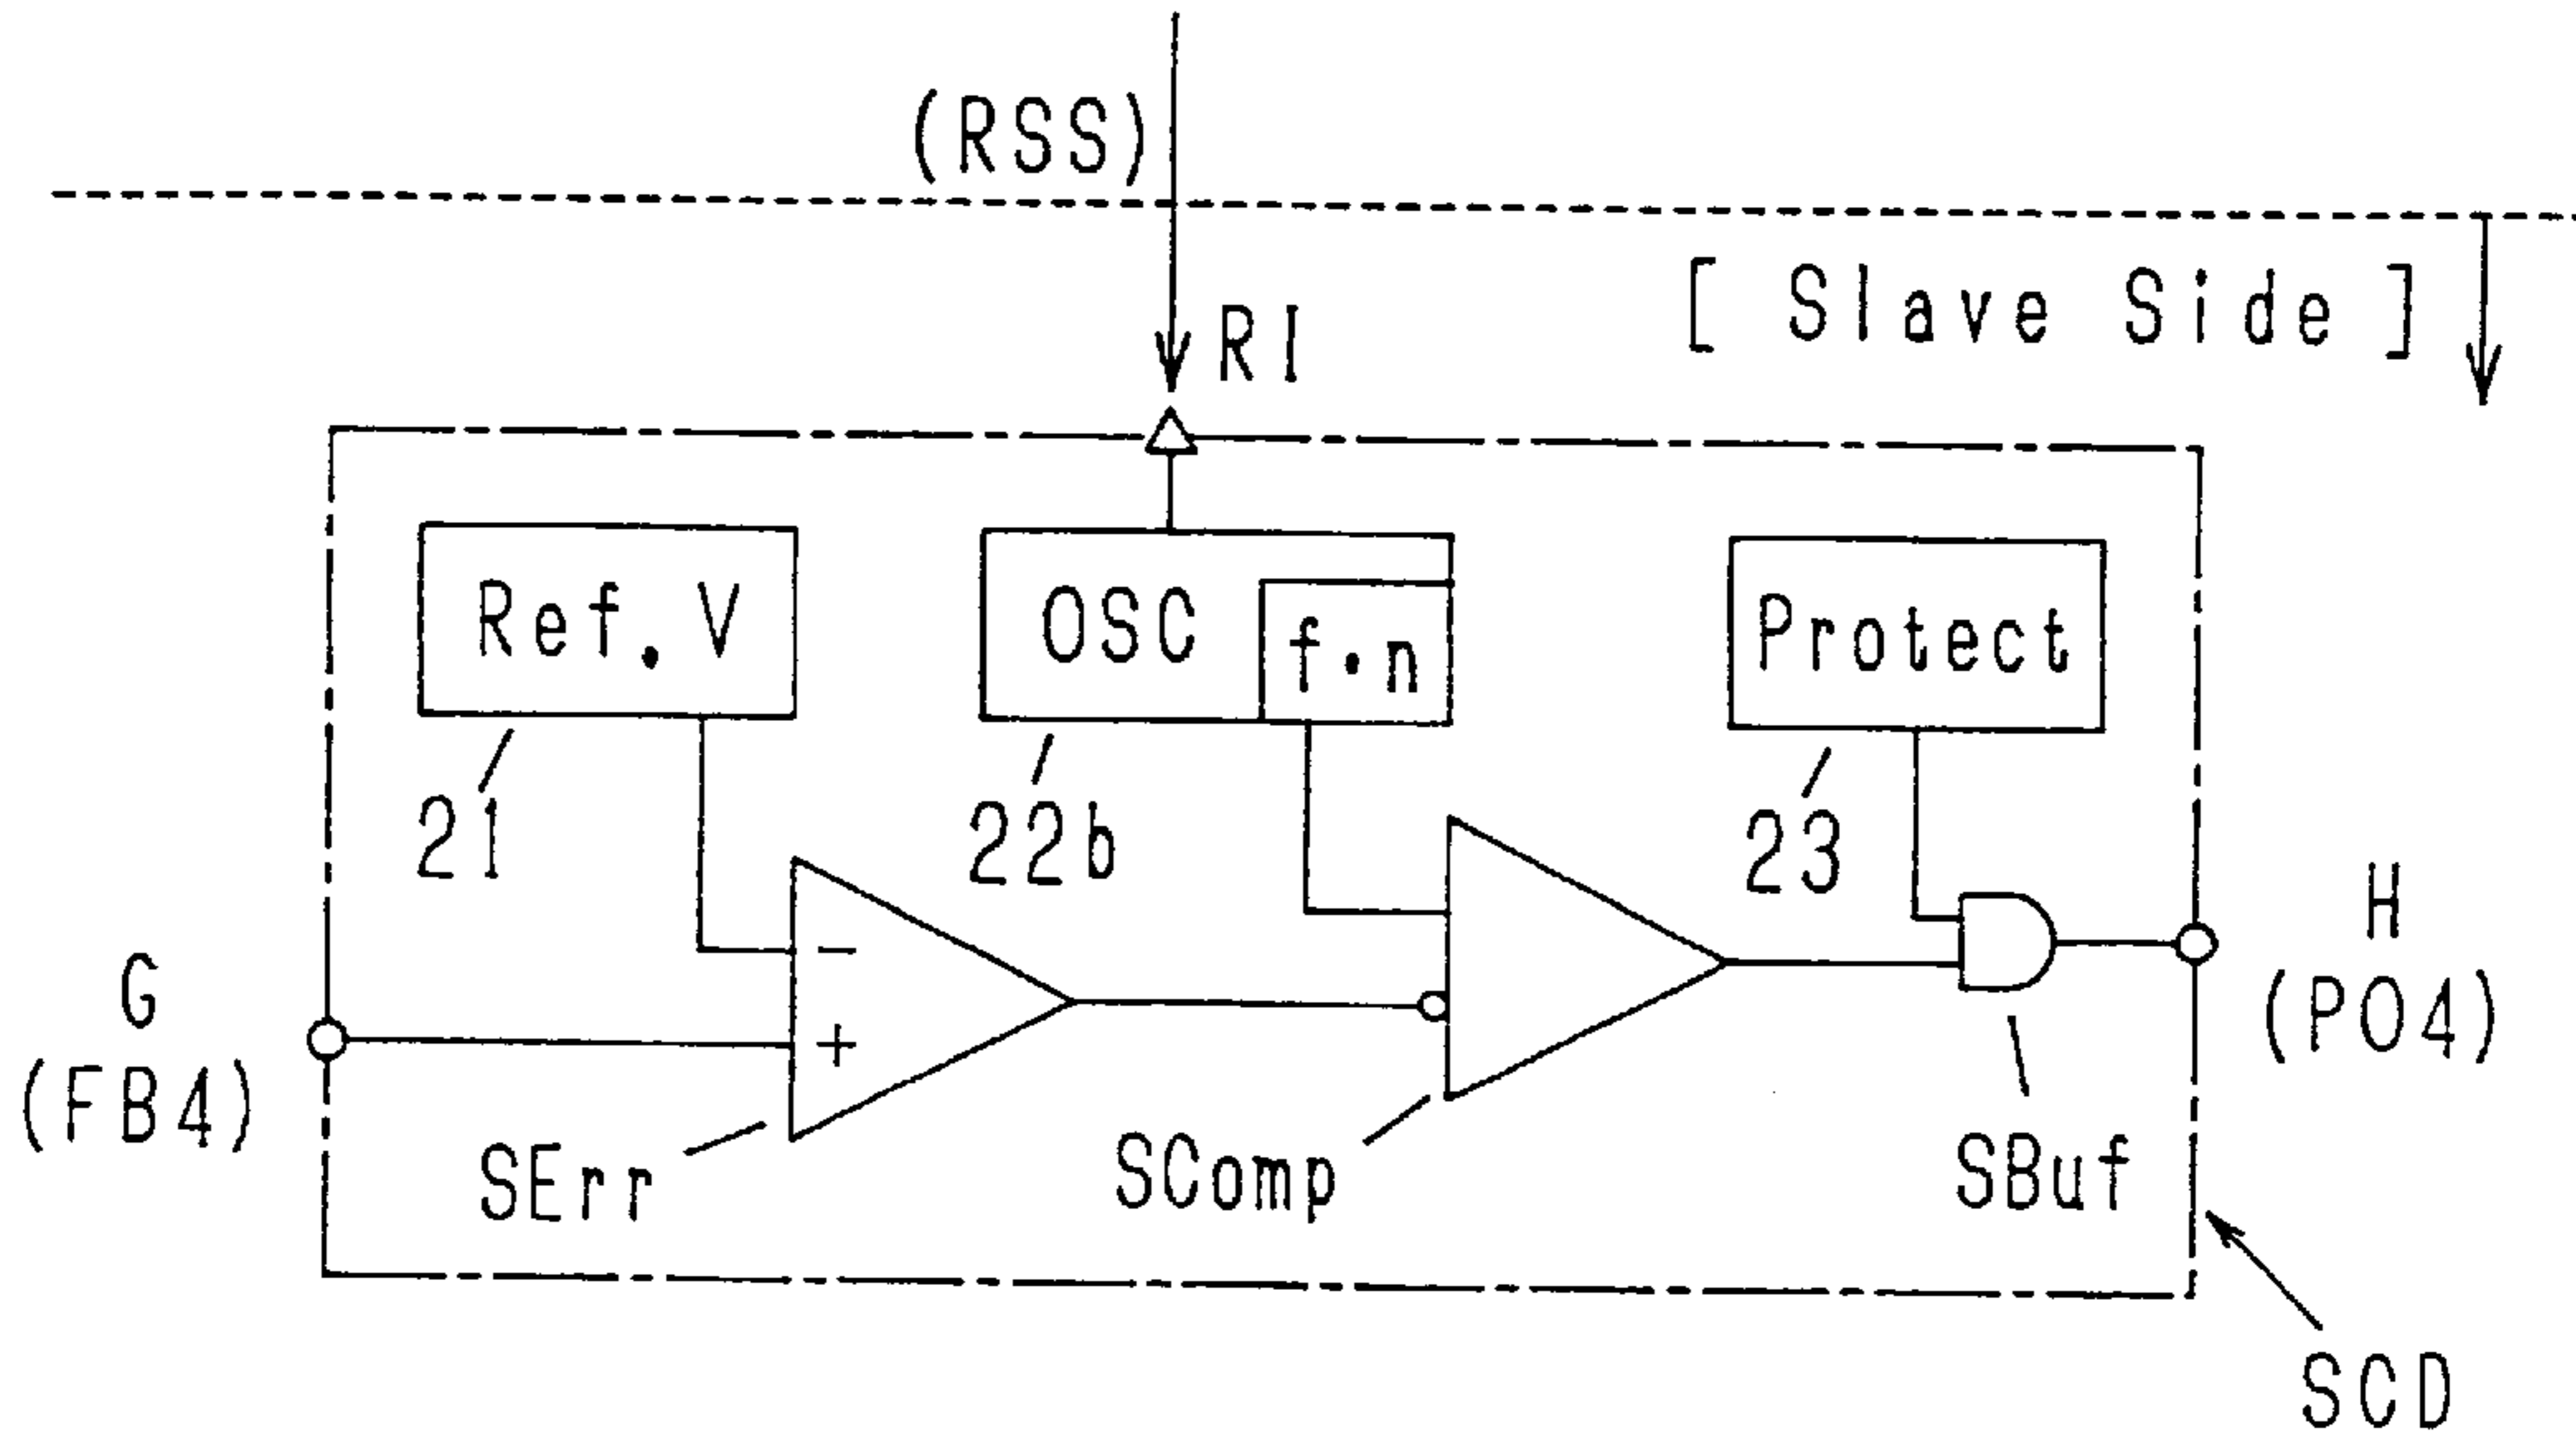 (RSS)
[ Slave Side ]
RI
Ref.V
OSC
f・n
Protect
21
22b
23
G
(FB4)
-
+
H
(PO4)
SErr
SComp
SBuf
SCD